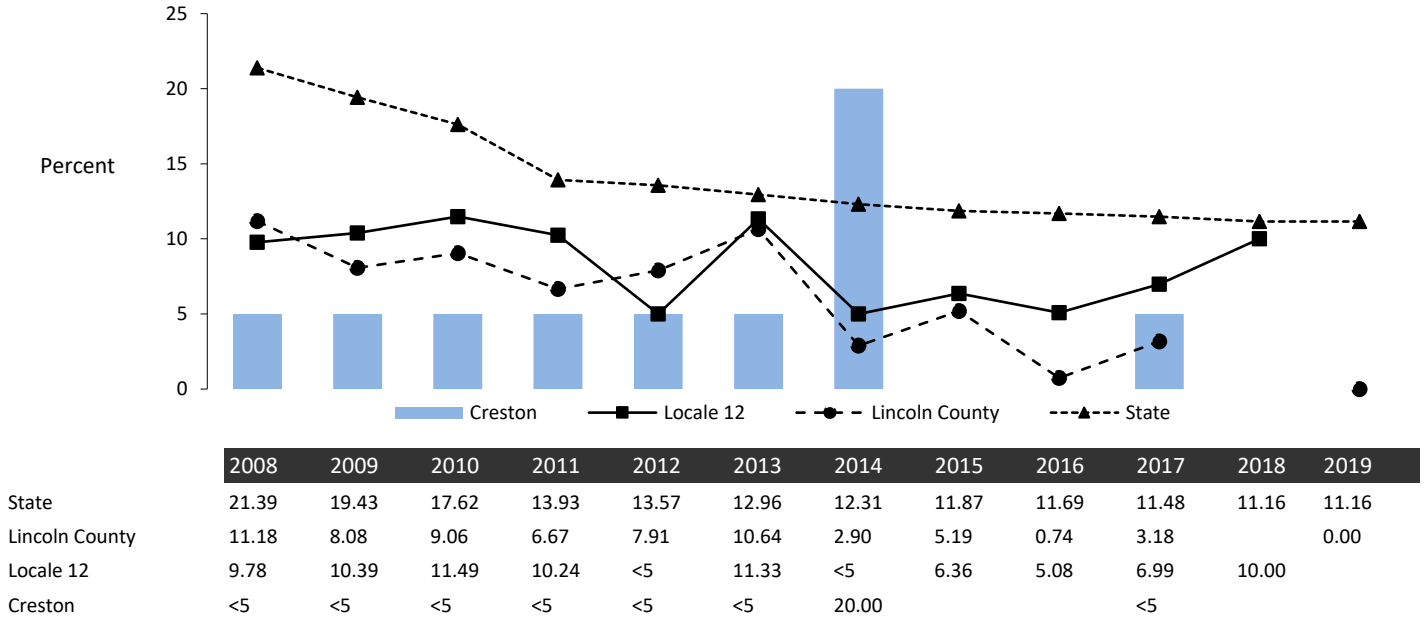 25
20
Percent 15
10
5
0
Creston Locale 12 Lincoln County State
2008 2009 2010 2011 2012 2013 2014 2015 2016 2017 2018 2019
State 21.39 19.43 17.62 13.93 13.57 12.96 12.31 11.87 11.69 11.48 11.16 11.16
Lincoln County 11.18 8.08 9.06 6.67 7.91 10.64 2.90 5.19 0.74 3.18 0.00
Locale 12 9.78 10.39 11.49 10.24 <5 11.33 <5 6.36 5.08 6.99 10.00
Creston <5 <5 <5 <5 <5 <5 20.00 <5